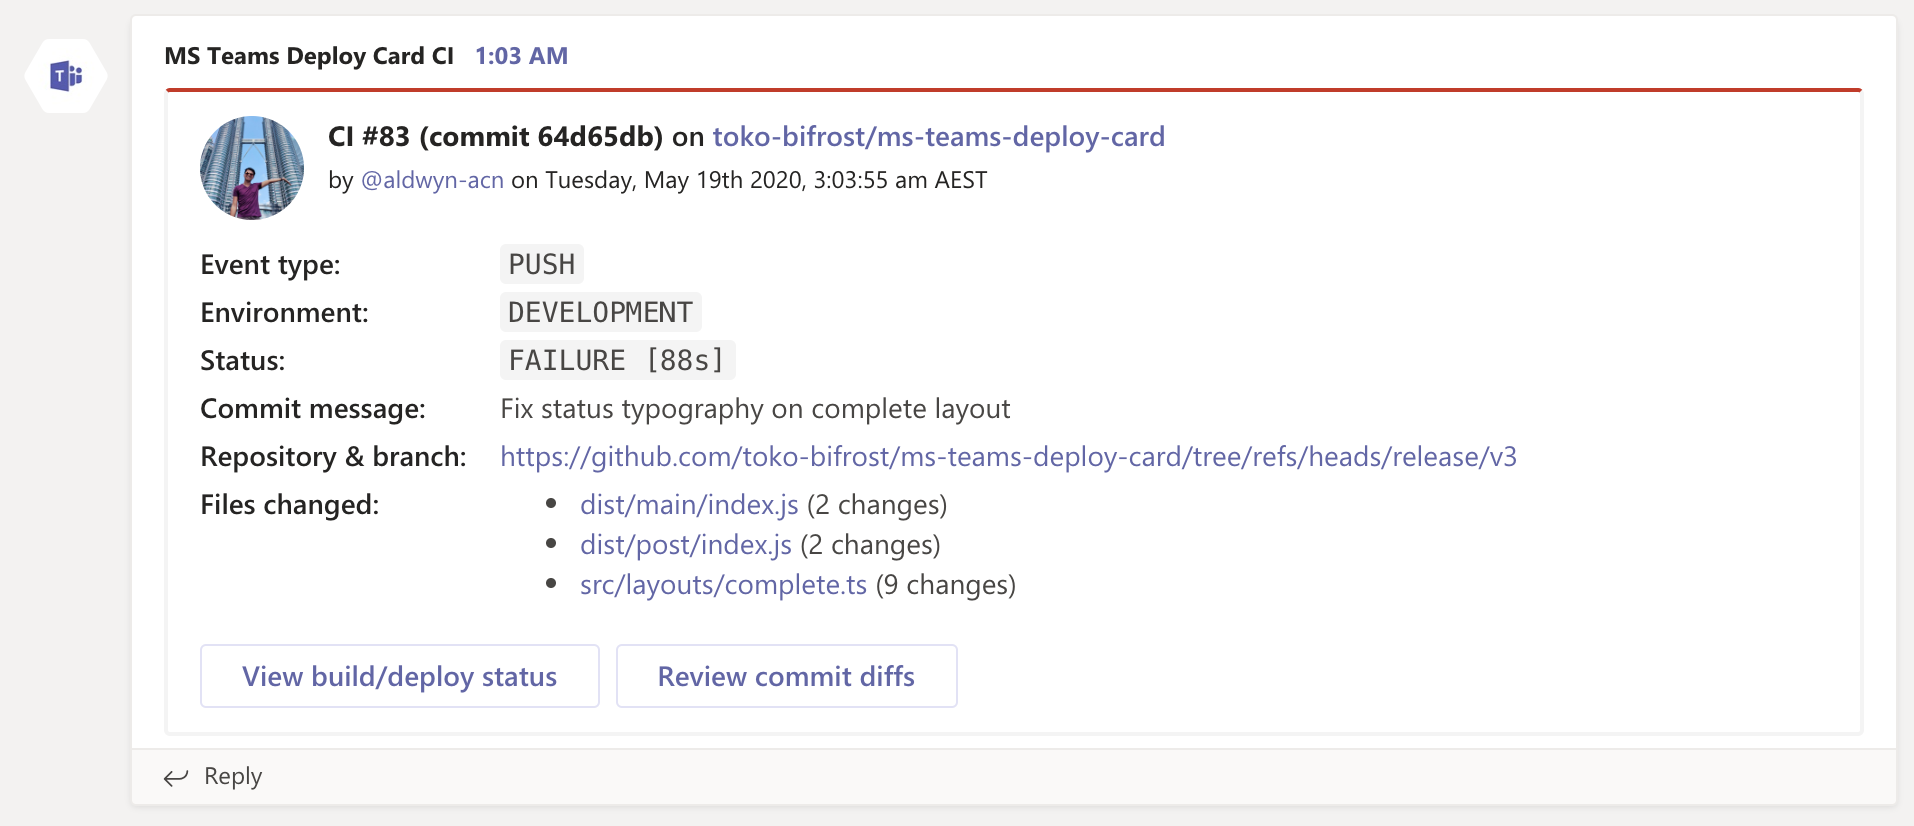 MS Teams Deploy Card CI 1:03 AM
T
CI #83 (commit 64d65db) on toko-bifrost/ms-teams-deploy-card
by @aldwyn-acn on Tuesday, May 19th 2020, 3:03:55 am AEST
Event type: PUSH
Environment: DEVELOPMENT
Status: FAILURE [88s]
Commit message: Fix status typography on complete layout
Repository & branch: https://github.com/toko-bifrost/ms-teams-deploy-card/tree/refs/heads/release/v3
Files changed: • dist/main/index.js (2 changes)
• dist/post/index.js (2 changes)
• src/layouts/complete.ts (9 changes)
View build/deploy status Review commit diffs
Reply